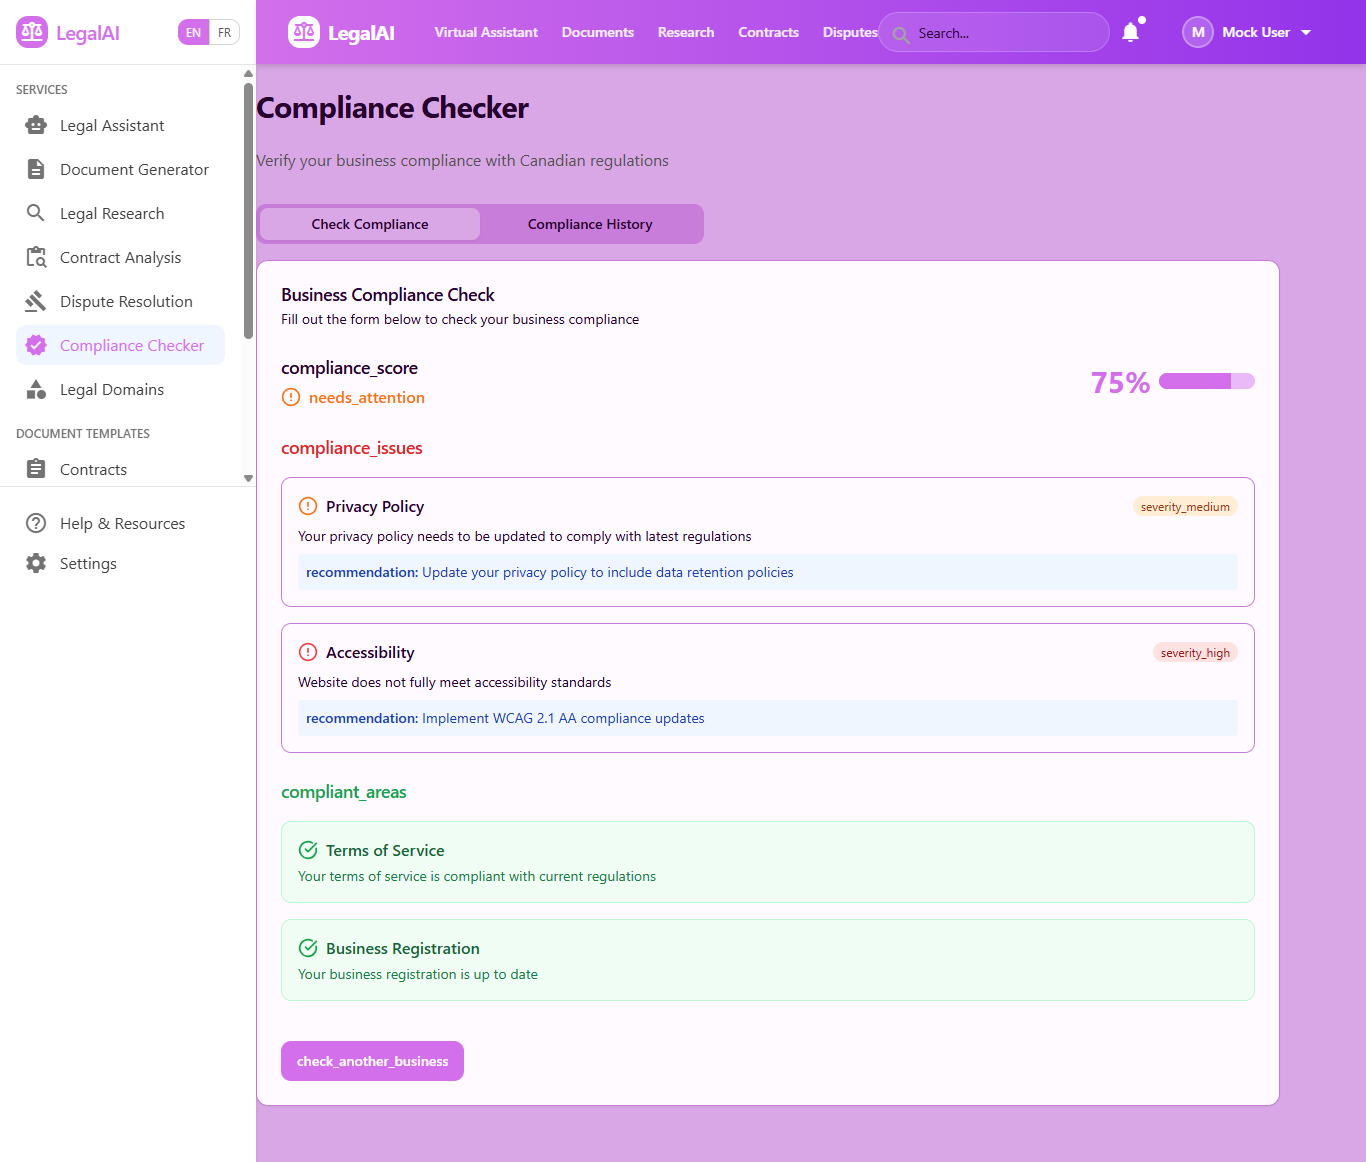 LegalAI
EN FR
SERVICES
Legal Assistant
Document Generator
Legal Research
Contract Analysis
Dispute Resolution
Compliance Checker
Legal Domains
DOCUMENT TEMPLATES
Contracts
Help & Resources
Settings
LegalAI Virtual Assistant Documents Research Contracts Disputes Search... M Mock User
Compliance Checker
Verify your business compliance with Canadian regulations
Check Compliance Compliance History
Business Compliance Check
Fill out the form below to check your business compliance
compliance_score
needs_attention
75%
compliance_issues
Privacy Policy severity_medium
Your privacy policy needs to be updated to comply with latest regulations
recommendation: Update your privacy policy to include data retention policies
Accessibility severity_high
Website does not fully meet accessibility standards
recommendation: Implement WCAG 2.1 AA compliance updates
compliant_areas
Terms of Service
Your terms of service is compliant with current regulations
Business Registration
Your business registration is up to date
check_another_business